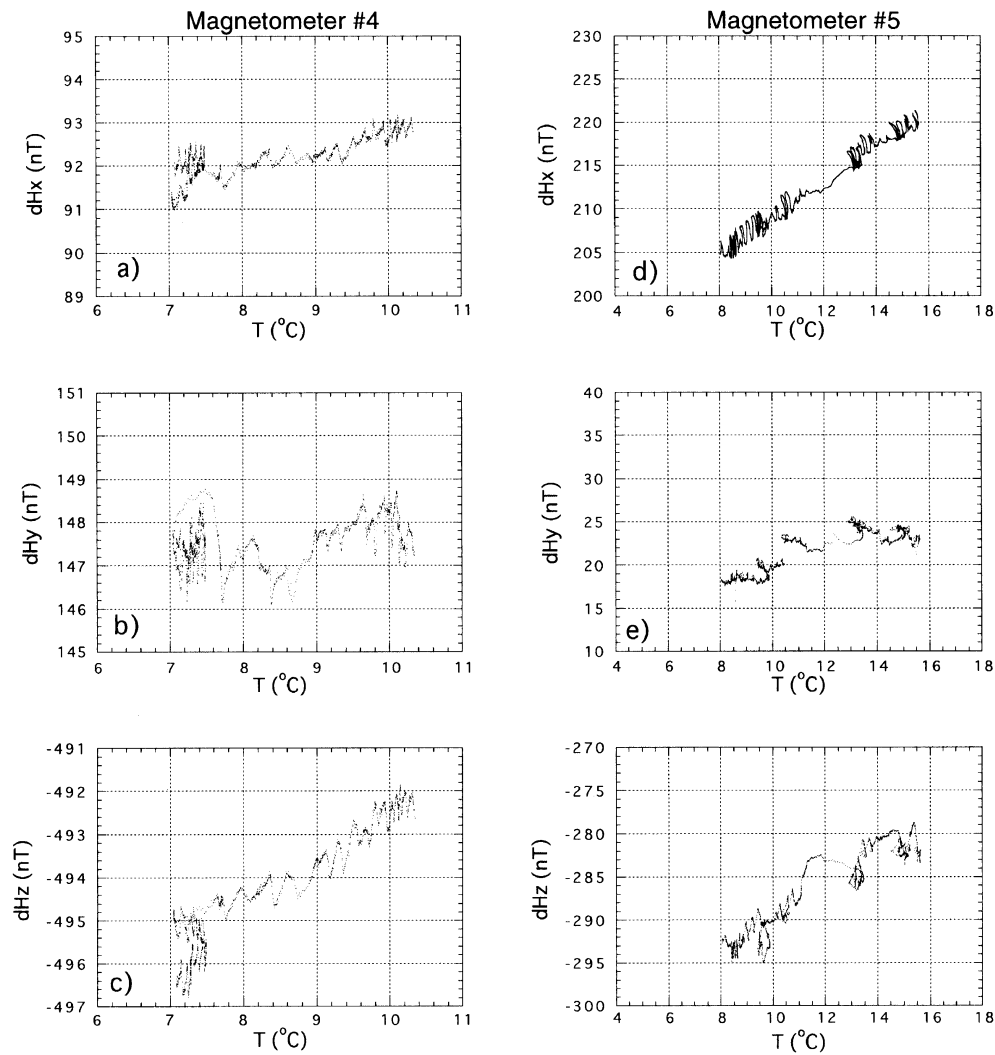 Magnetometer #4
95
94
93
92
91
90
89
dHx (nT)
a)
6 7 8 9 10 11
T (°C)
Magnetometer #5
230
225
220
215
210
205
200
dHx (nT)
d)
4 6 8 10 12 14 16 18
T (°C)
151
150
149
148
147
146
145
dHy (nT)
b)
6 7 8 9 10 11
T (°C)
40
35
30
25
20
15
10
dHy (nT)
e)
4 6 8 10 12 14 16 18
T (°C)
-491
-492
-493
-494
-495
-496
-497
dHz (nT)
c)
6 7 8 9 10 11
T (°C)
-270
-275
-280
-285
-290
-295
-300
dHz (nT)
4 6 8 10 12 14 16 18
T (°C)